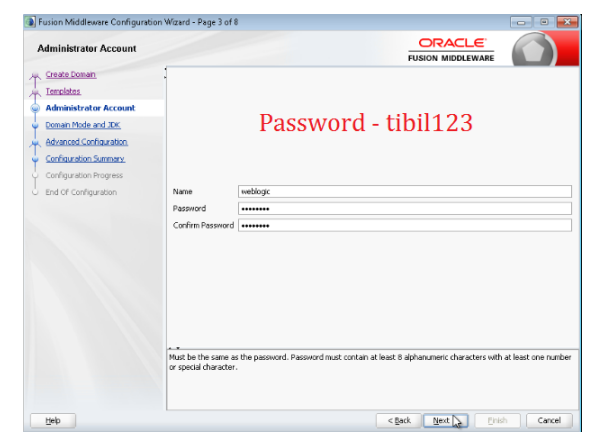 Fusion Middleware Configuration Wizard - Page 3 of 8
Administrator Account
ORACLE
FUSION MIDDLEWARE
Create Domain
Templates
Administrator Account
Domain Mode and JDK
Advanced Configuration
Configuration Summary
Configuration Progress
End Of Configuration
Password - tibil123
Name weblogic
Password ••••••••
Confirm Password ••••••••
Must be the same as the password. Password must contain at least 8 alphanumeric characters with at least one number
or special character.
Help < Back Next > Finish Cancel